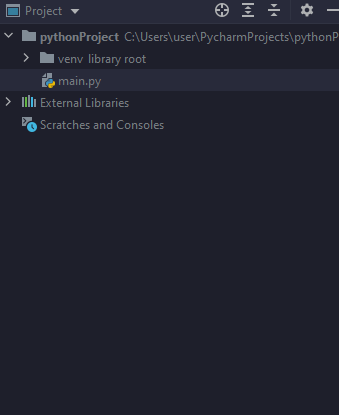 Project
pythonProject C:\Users\user\PycharmProjects\pythonP
venv library root
main.py
External Libraries
Scratches and Consoles